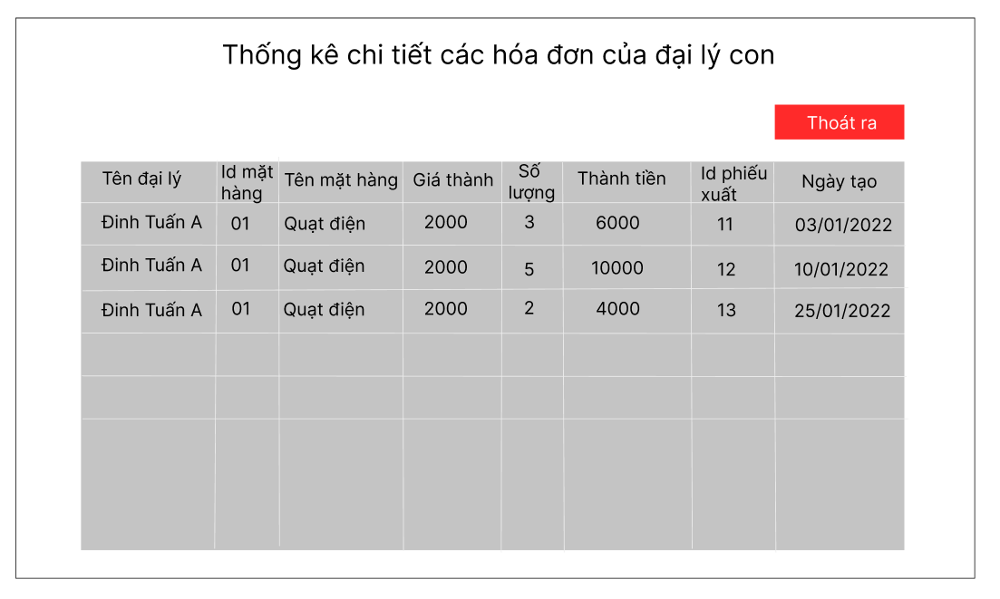 Thống kê chi tiết các hóa đơn của đại lý con
Thoát ra
Tên đại lý Id mặt hàng Tên mặt hàng Giá thành Số lượng Thành tiền Id phiếu xuất Ngày tạo
Đinh Tuấn A 01 Quạt điện 2000 3 6000 11 03/01/2022
Đinh Tuấn A 01 Quạt điện 2000 5 10000 12 10/01/2022
Đinh Tuấn A 01 Quạt điện 2000 2 4000 13 25/01/2022